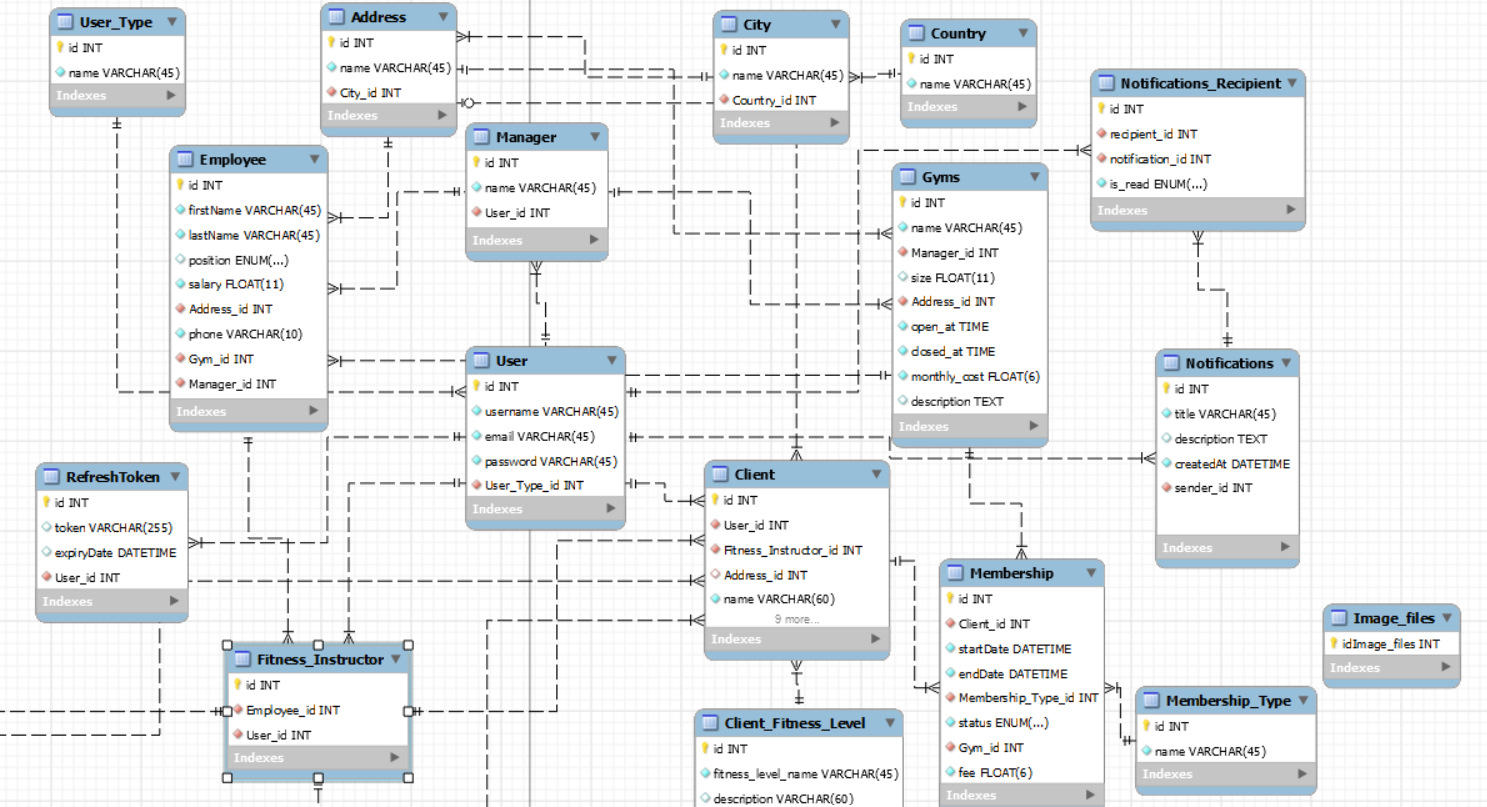 User_Type
id INT
name VARCHAR(45)
Indexes
Address
id INT
name VARCHAR(45)
City_id INT
Indexes
City
id INT
name VARCHAR(45)
Country_id INT
Indexes
Country
id INT
name VARCHAR(45)
Indexes
Notifications_Recipient
id INT
recipient_id INT
notification_id INT
is_read ENUM(...)
Indexes
Employee
id INT
firstName VARCHAR(45)
lastName VARCHAR(45)
position ENUM(...)
salary FLOAT(11)
Address_id INT
phone VARCHAR(10)
Gym_id INT
Manager_id INT
Indexes
Manager
id INT
name VARCHAR(45)
User_id INT
Indexes
Gyms
id INT
name VARCHAR(45)
Manager_id INT
size FLOAT(11)
Address_id INT
open_at TIME
closed_at TIME
monthly_cost FLOAT(6)
description TEXT
Indexes
User
id INT
username VARCHAR(45)
email VARCHAR(45)
password VARCHAR(45)
User_Type_id INT
Indexes
Notifications
id INT
title VARCHAR(45)
description TEXT
createdAt DATETIME
sender_id INT
Indexes
RefreshToken
id INT
token VARCHAR(255)
expiryDate DATETIME
User_id INT
Indexes
Client
id INT
User_id INT
Fitness_Instructor_id INT
Address_id INT
name VARCHAR(60)
9 more...
Indexes
Membership
id INT
Client_id INT
startDate DATETIME
endDate DATETIME
Membership_Type_id INT
status ENUM(...)
Gym_id INT
fee FLOAT(6)
Indexes
Image_files
idImage_files INT
Indexes
Fitness_Instructor
id INT
Employee_id INT
User_id INT
Indexes
Membership_Type
id INT
name VARCHAR(45)
Indexes
Client_Fitness_Level
id INT
fitness_level_name VARCHAR(45)
description VARCHAR(60)